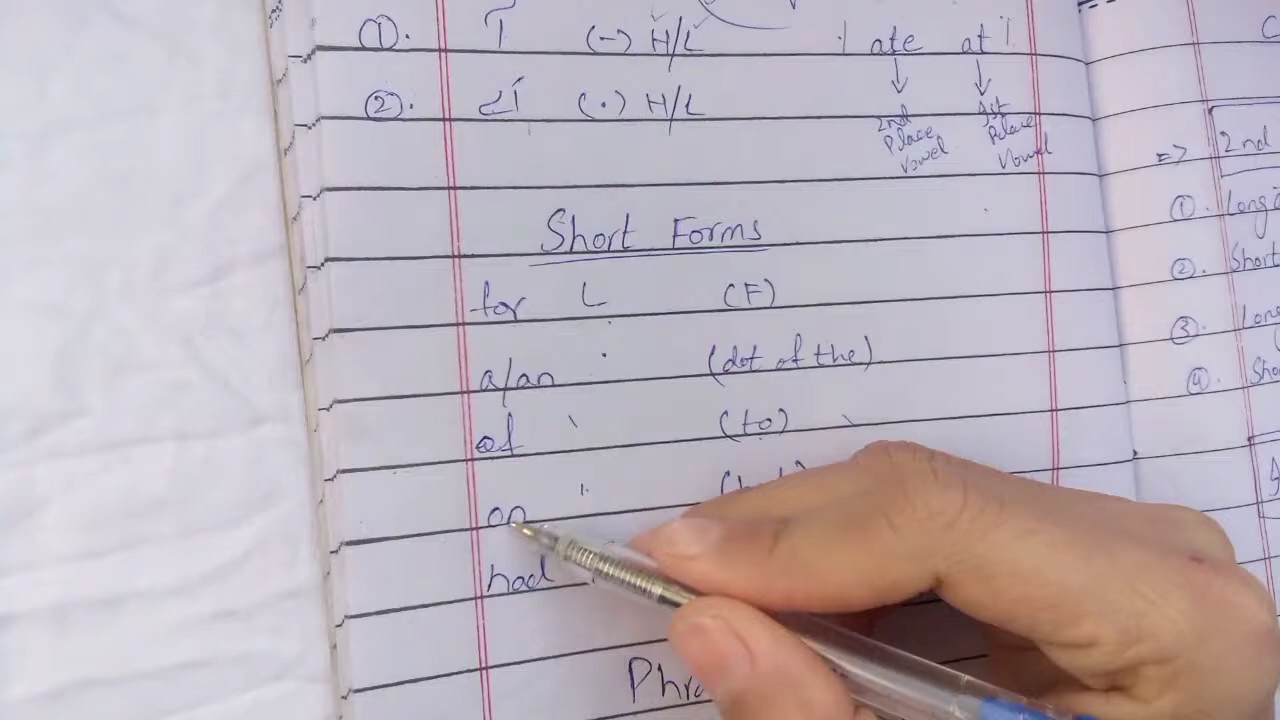 ①. (-) H/L ate at
②. (.) H/L
2nd Place Vowel
1st Place Vowel
Short Forms
for (F)
a/an (dot of the)
of (to)
on
had
Phra
=> 2nd
①. Long
②. Short
③. Long
④. Sho